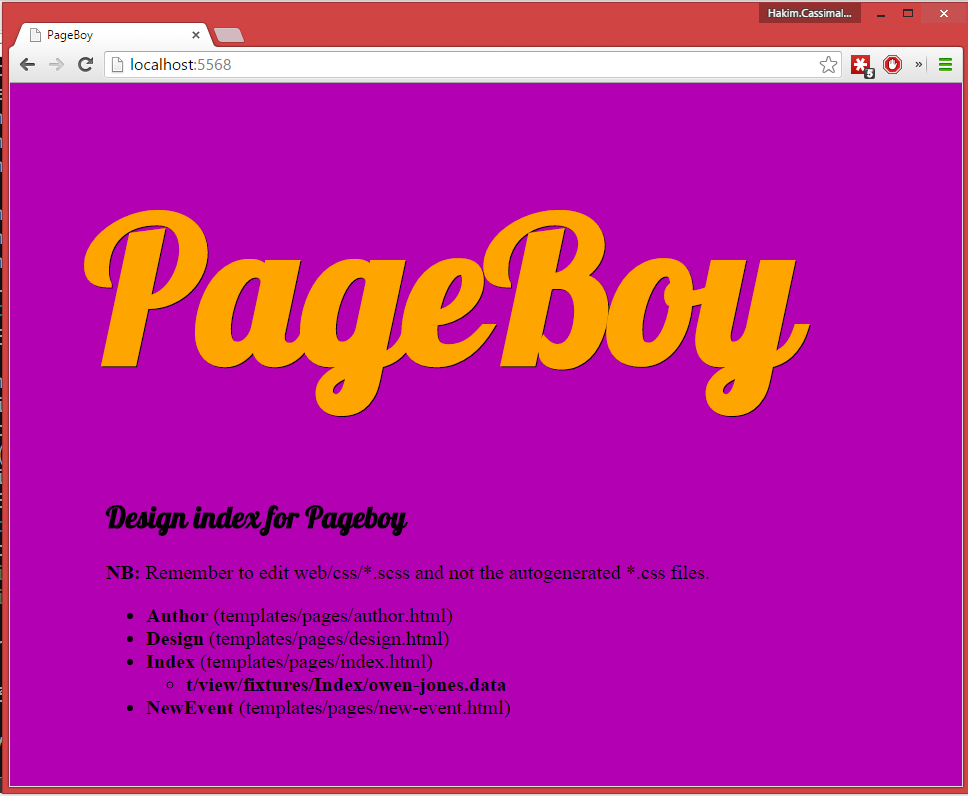 Hakim.Cassimal...
PageBoy
localhost:5568
5
PageBoy
Design index for Pageboy
NB: Remember to edit web/css/*.scss and not the autogenerated *.css files.
Author (templates/pages/author.html)
Design (templates/pages/design.html)
Index (templates/pages/index.html)
t/view/fixtures/Index/owen-jones.data
NewEvent (templates/pages/new-event.html)